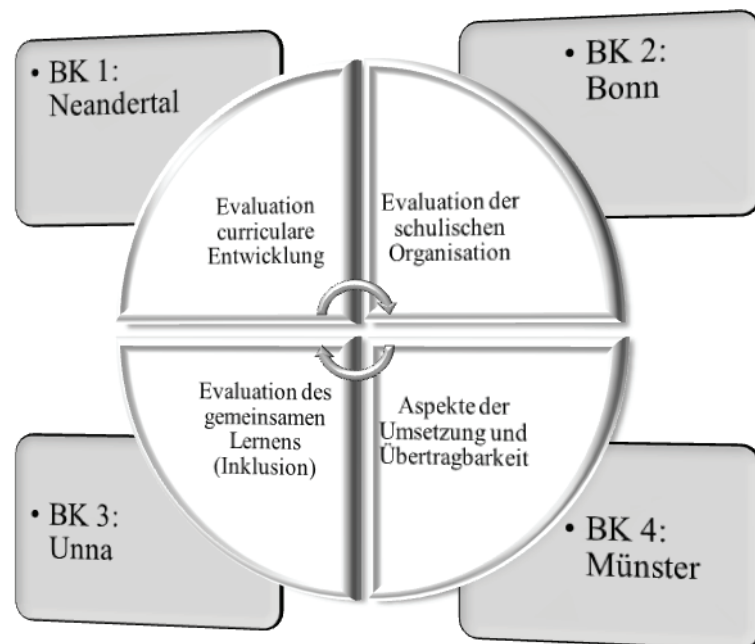 • BK 1:
Neandertal
• BK 2:
Bonn
Evaluation
curriculare
Entwicklung
Evaluation der
schulischen
Organisation
Evaluation des
gemeinsamen
Lernens
(Inklusion)
Aspekte der
Umsetzung und
Übertragbarkeit
• BK 3:
Unna
• BK 4:
Münster